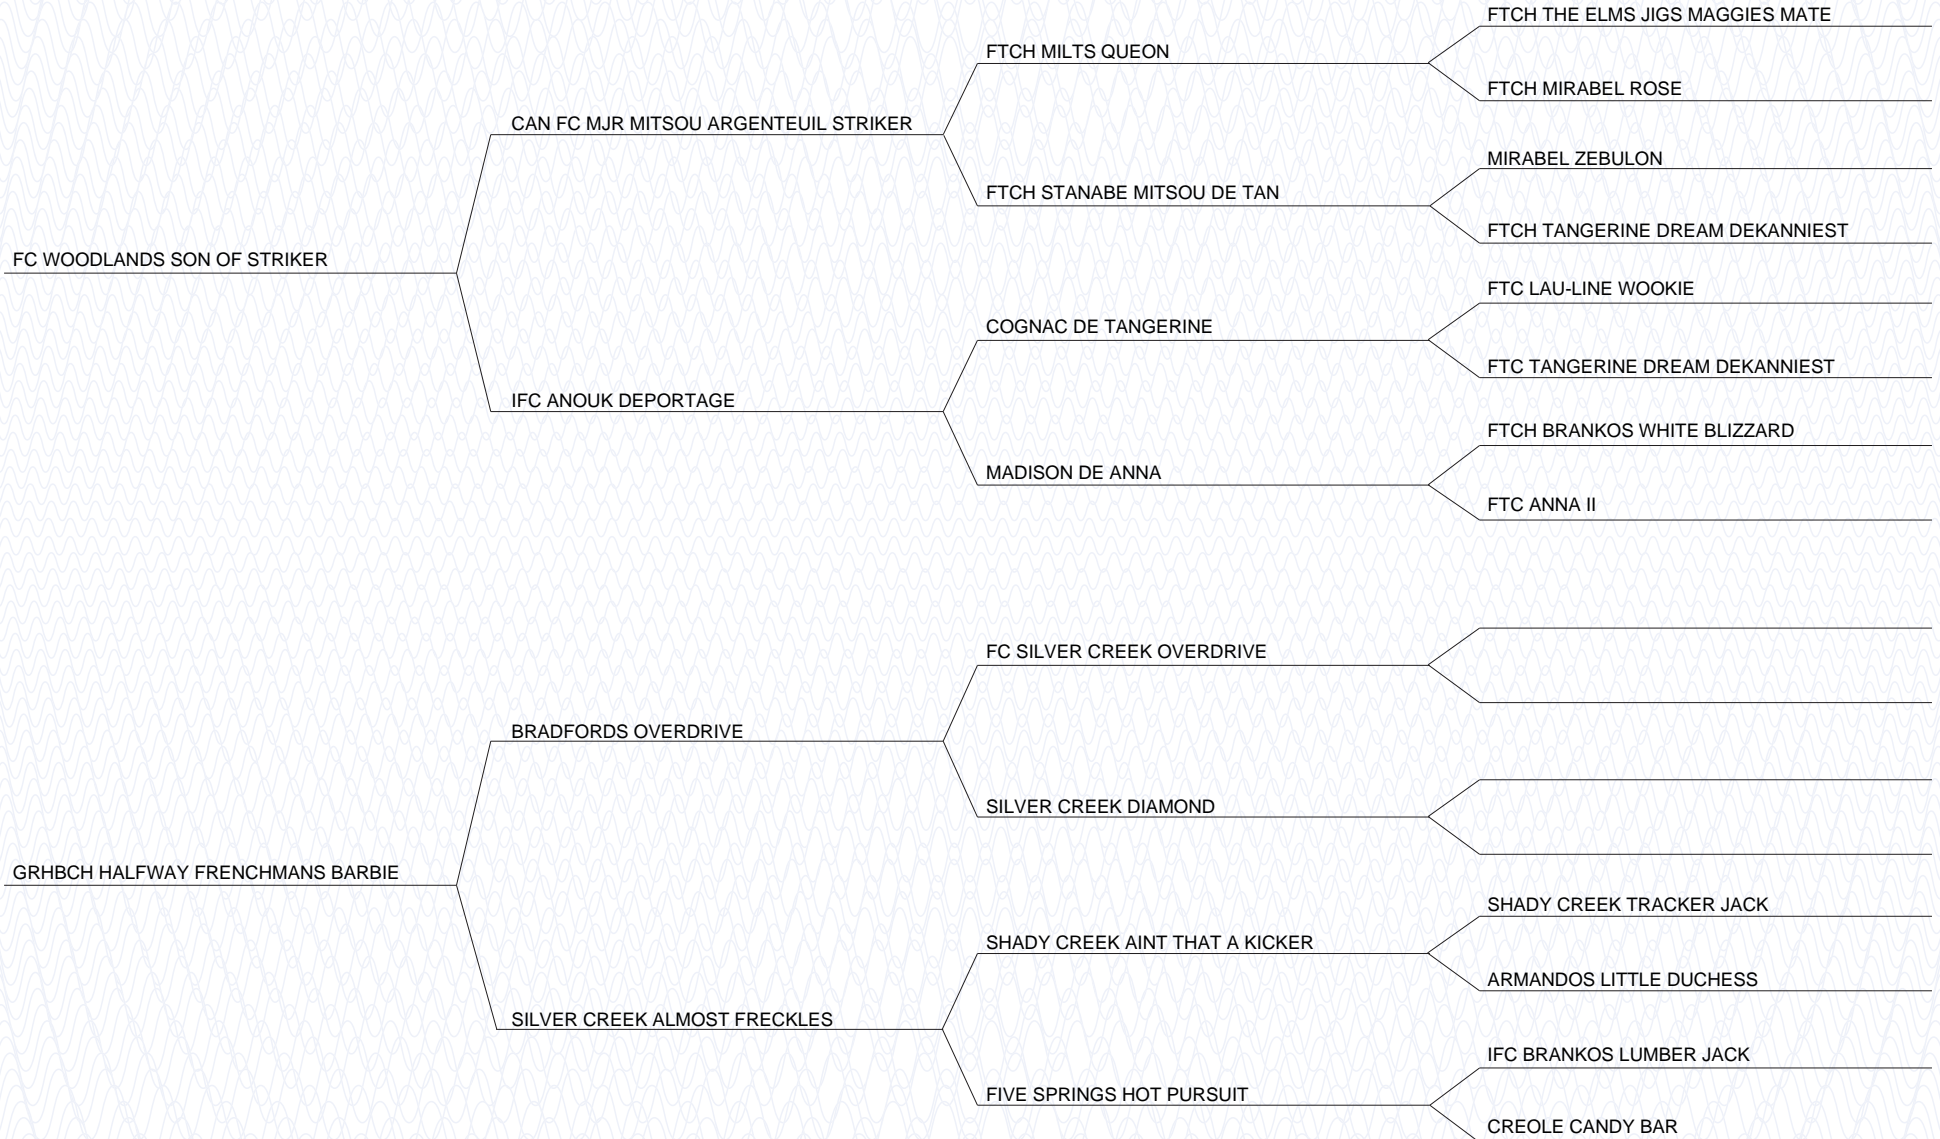 FTCH THE ELMS JIGS MAGGIES MATE
FTCH MILTS QUEON
FTCH MIRABEL ROSE
CAN FC MJR MITSOU ARGENTEUIL STRIKER
MIRABEL ZEBULON
FTCH STANABE MITSOU DE TAN
FTCH TANGERINE DREAM DEKANNIEST
FC WOODLANDS SON OF STRIKER
FTC LAU-LINE WOOKIE
COGNAC DE TANGERINE
FTC TANGERINE DREAM DEKANNIEST
IFC ANOUK DEPORTAGE
FTCH BRANKOS WHITE BLIZZARD
MADISON DE ANNA
FTC ANNA II
FC SILVER CREEK OVERDRIVE
BRADFORDS OVERDRIVE
SILVER CREEK DIAMOND
GRHBCH HALFWAY FRENCHMANS BARBIE
SHADY CREEK TRACKER JACK
SHADY CREEK AINT THAT A KICKER
ARMANDOS LITTLE DUCHESS
SILVER CREEK ALMOST FRECKLES
IFC BRANKOS LUMBER JACK
FIVE SPRINGS HOT PURSUIT
CREOLE CANDY BAR